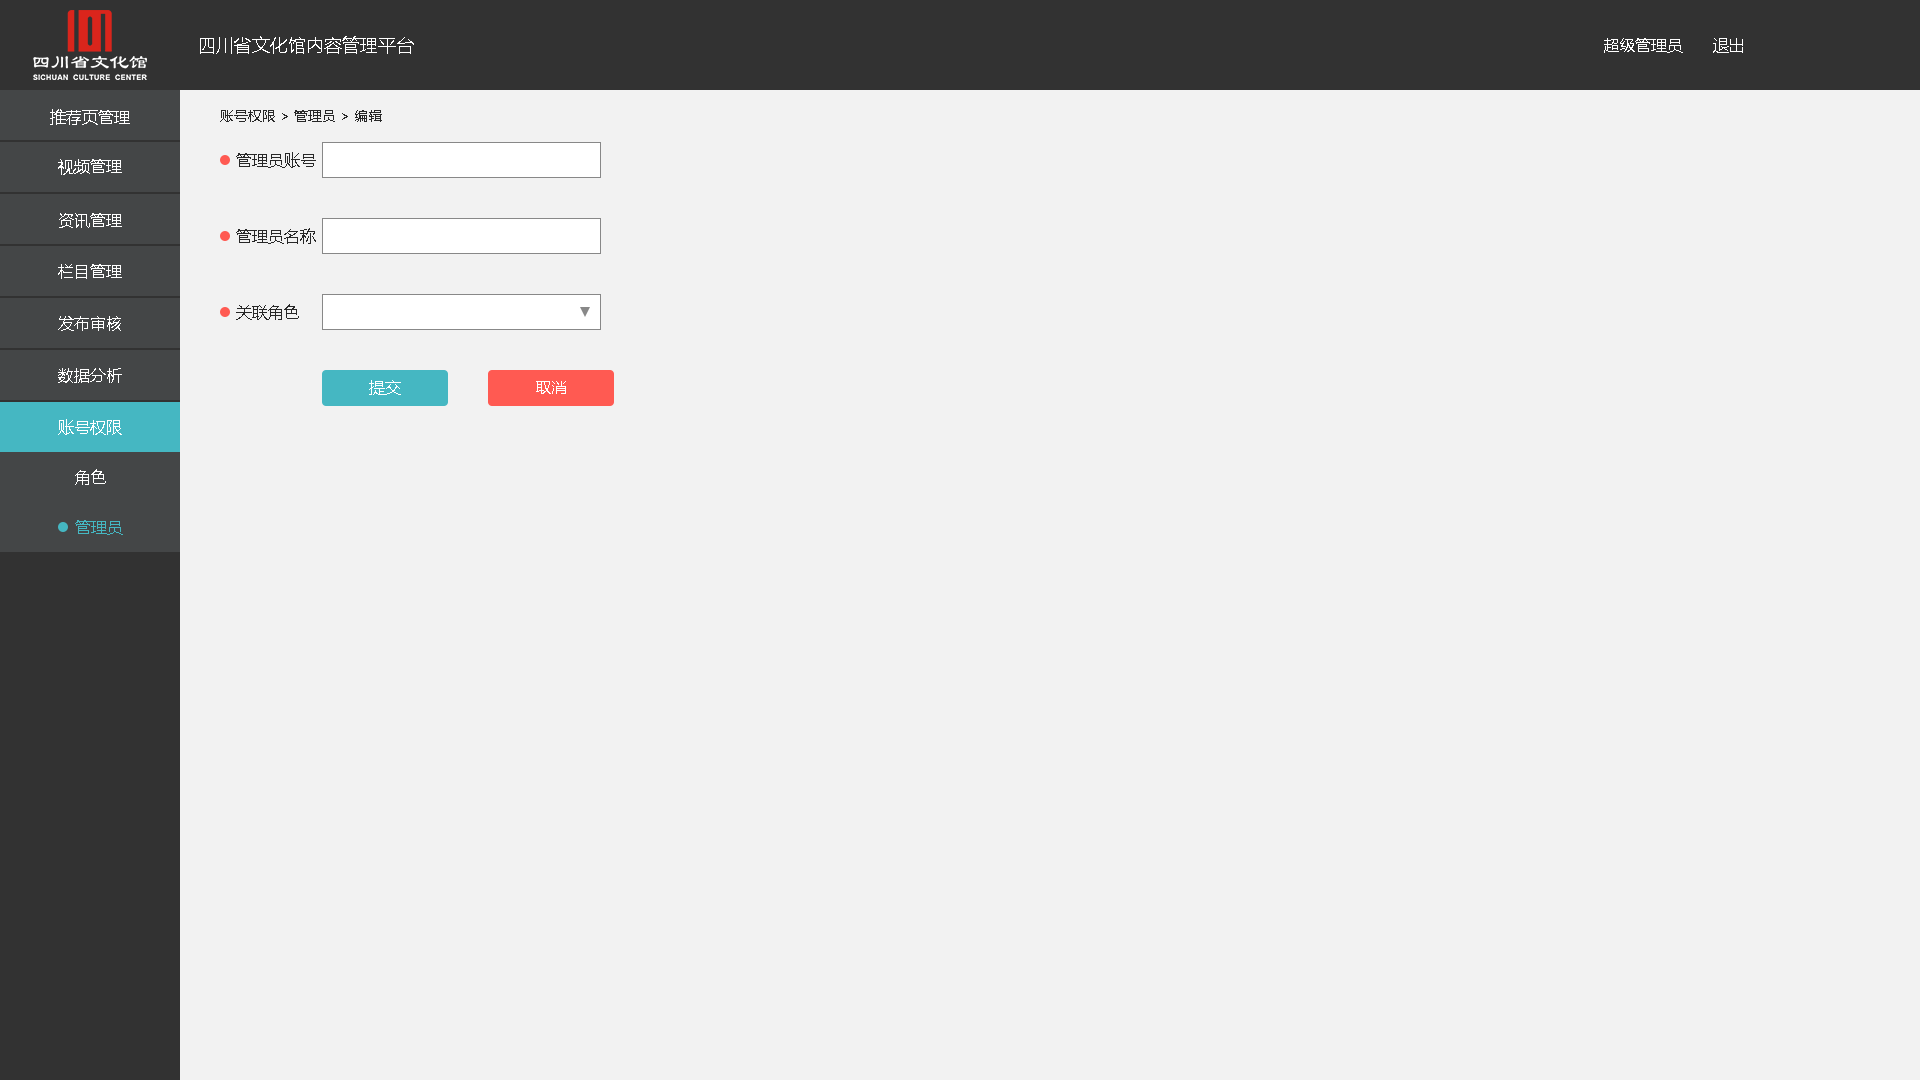 四川省文化馆
SICHUAN CULTURE CENTER
四川省文化馆内容管理平台
超级管理员
退出
推荐页管理
视频管理
资讯管理
栏目管理
发布审核
数据分析
账号权限
角色
管理员
账号权限 > 管理员 > 编辑
管理员账号
管理员名称
关联角色
提交
取消